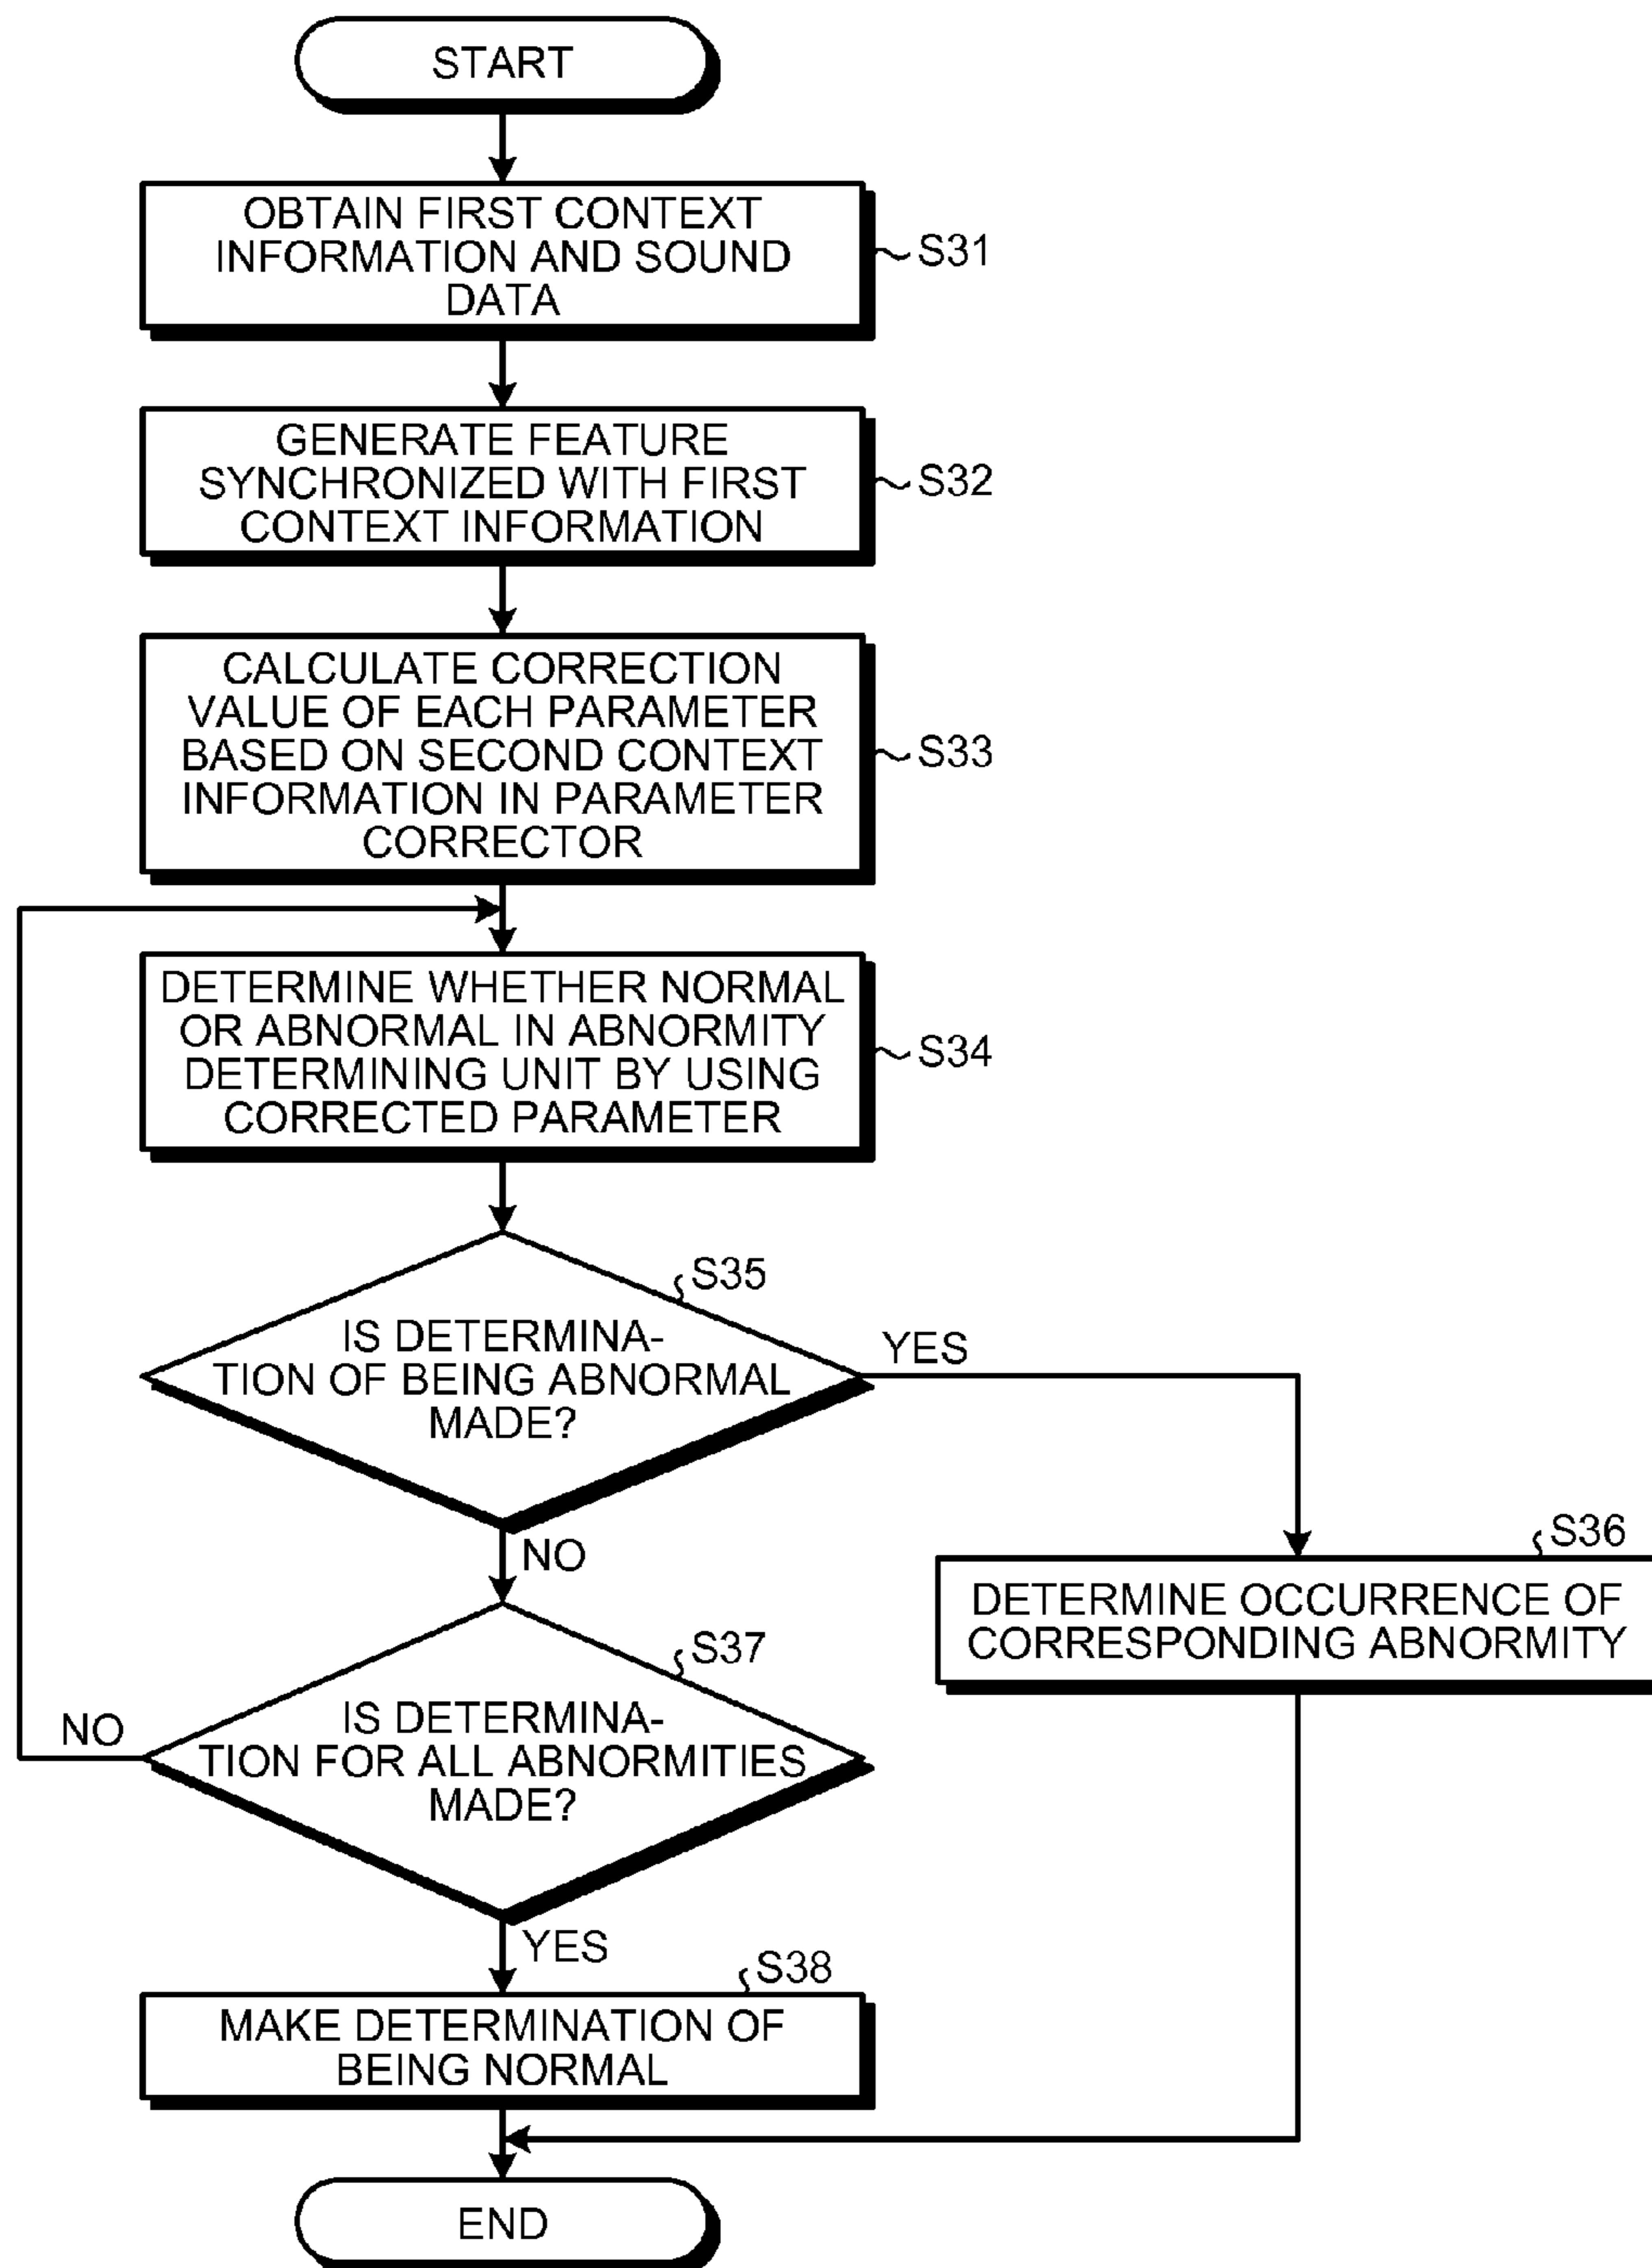 START
OBTAIN FIRST CONTEXT
INFORMATION AND SOUND
DATA
S31
GENERATE FEATURE
SYNCHRONIZED WITH FIRST
CONTEXT INFORMATION
S32
CALCULATE CORRECTION
VALUE OF EACH PARAMETER
BASED ON SECOND CONTEXT
INFORMATION IN PARAMETER
CORRECTOR
S33
DETERMINE WHETHER NORMAL
OR ABNORMAL IN ABNORMITY
DETERMINING UNIT BY USING
CORRECTED PARAMETER
S34
S35
IS DETERMINA-
TION OF BEING ABNORMAL
MADE?
YES
NO
S36
DETERMINE OCCURRENCE OF
CORRESPONDING ABNORMITY
S37
IS DETERMINA-
TION FOR ALL ABNORMITIES
MADE?
NO
YES
S38
MAKE DETERMINATION OF
BEING NORMAL
END